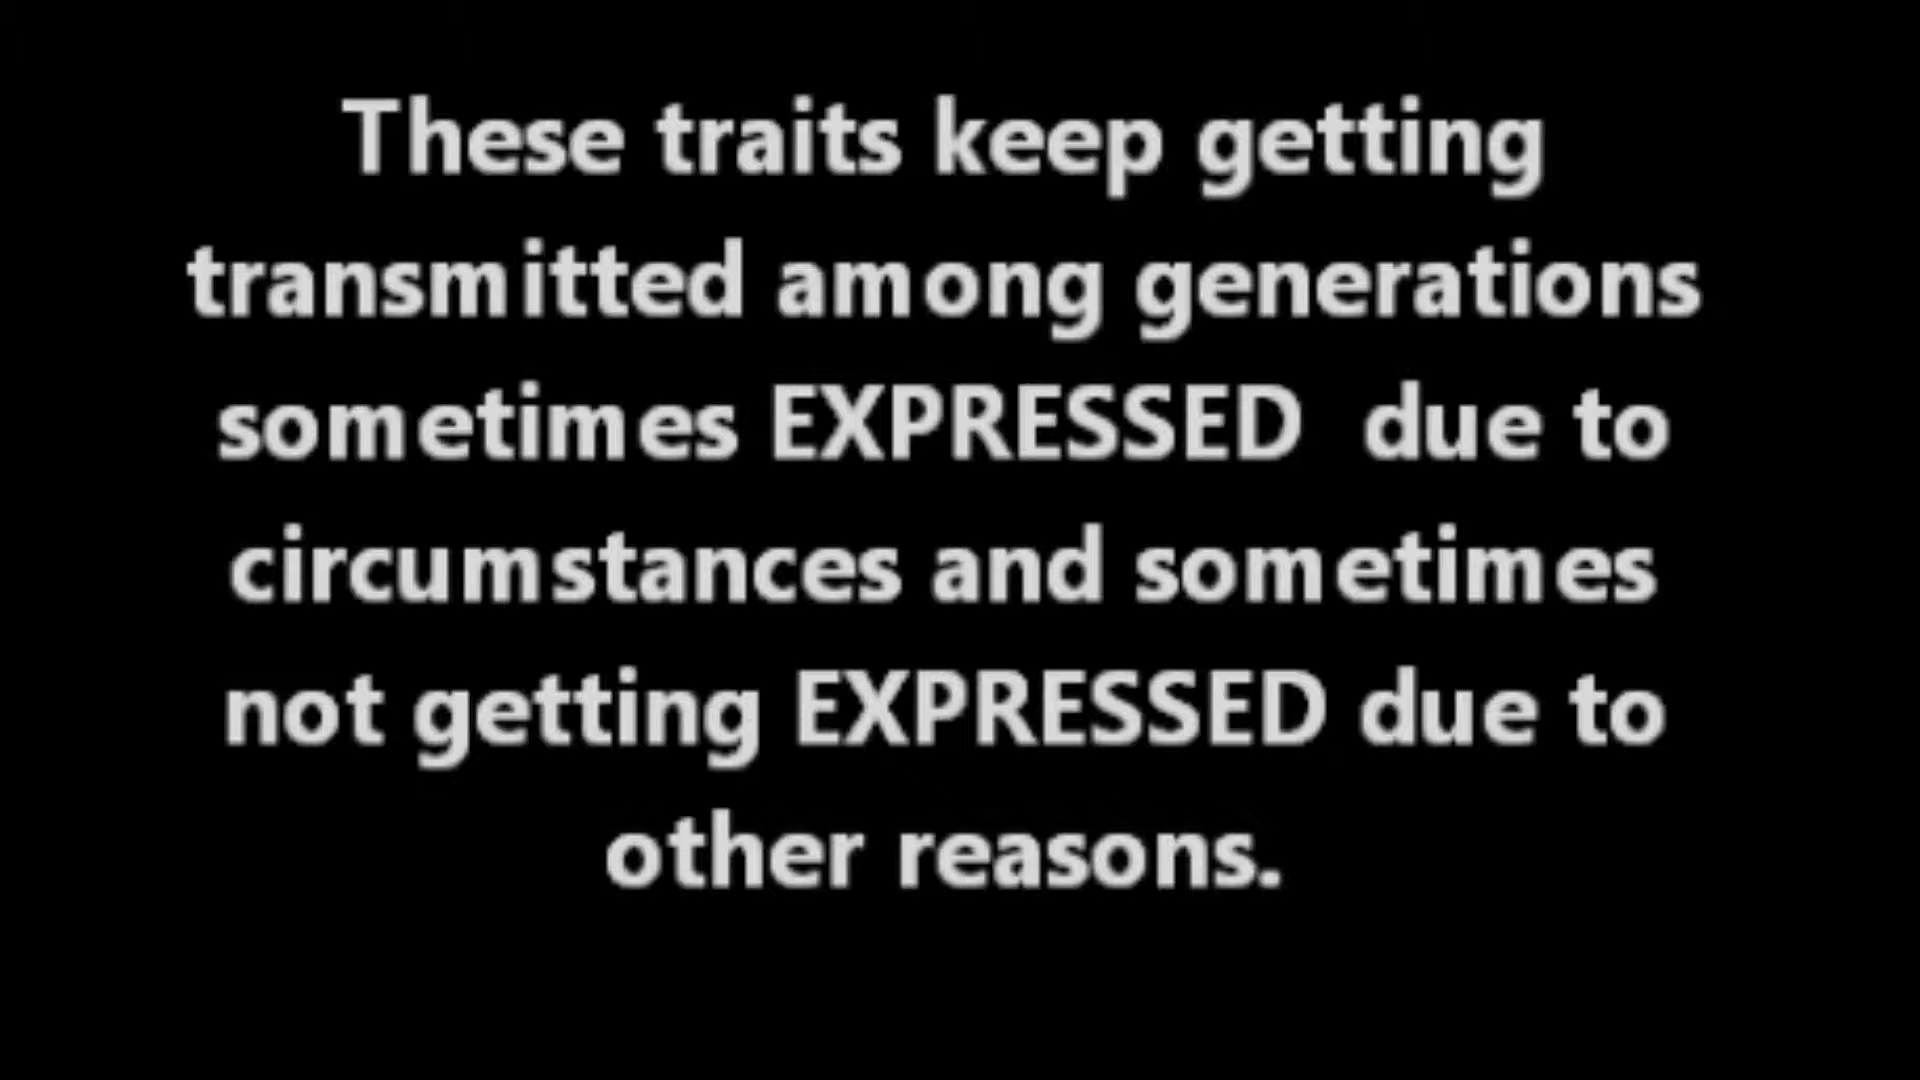 These traits keep getting
transmitted among generations
sometimes EXPRESSED  due to
circumstances and sometimes
not getting EXPRESSED due to
other reasons.